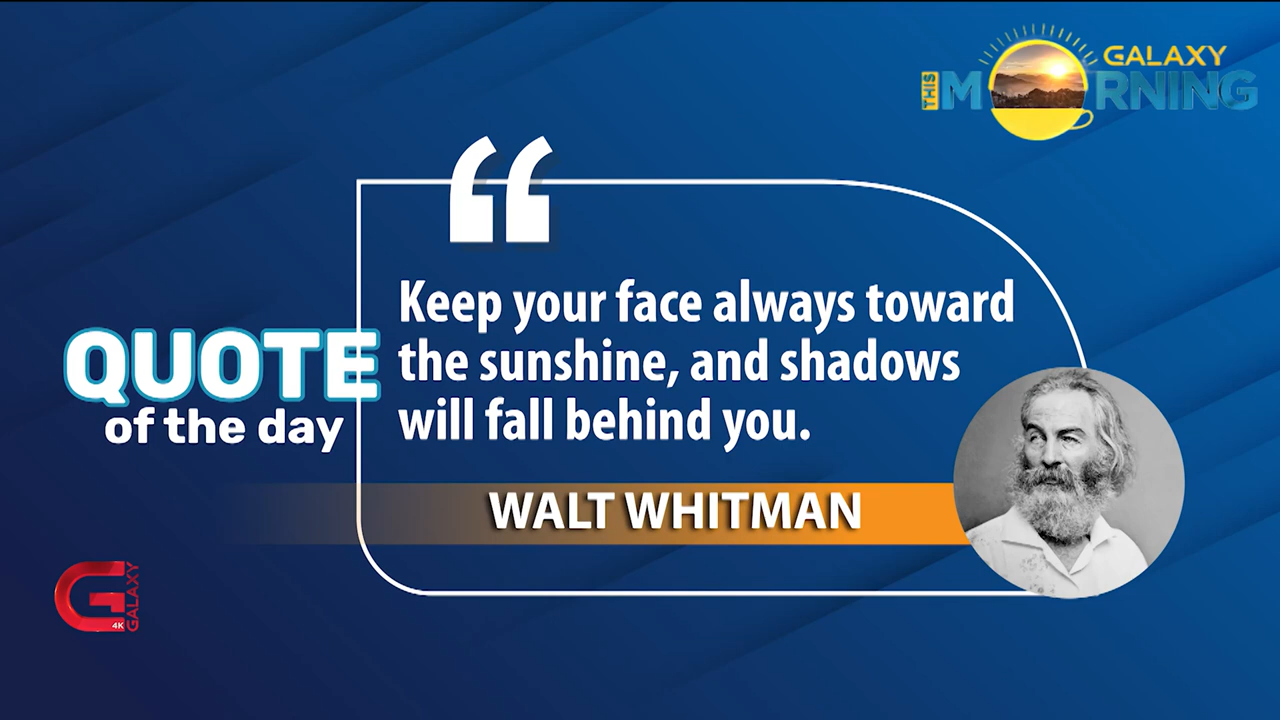 GALAXY
THIS MORNING
“
Keep your face always toward
the sunshine, and shadows
will fall behind you.
QUOTE
of the day
WALT WHITMAN
G
4K
GALAXY